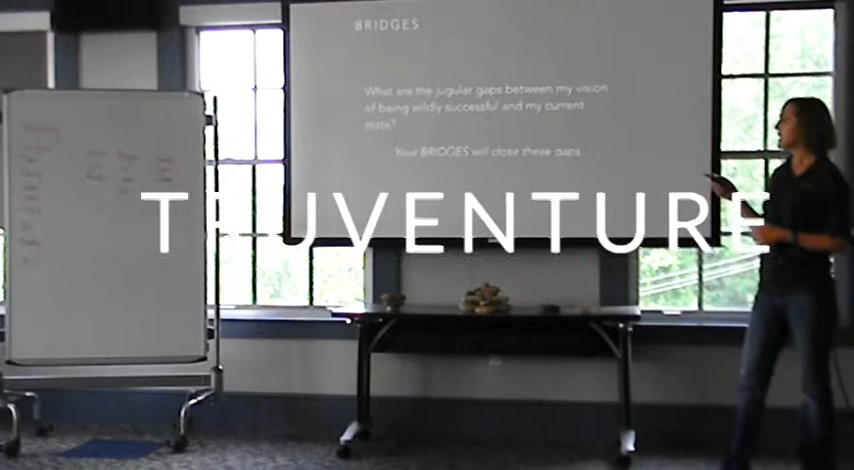 BRIDGES
What are the jugular gaps between my vision
of being wildly successful and my current
state?
Your BRIDGES will close these gaps
TRUVENTURE